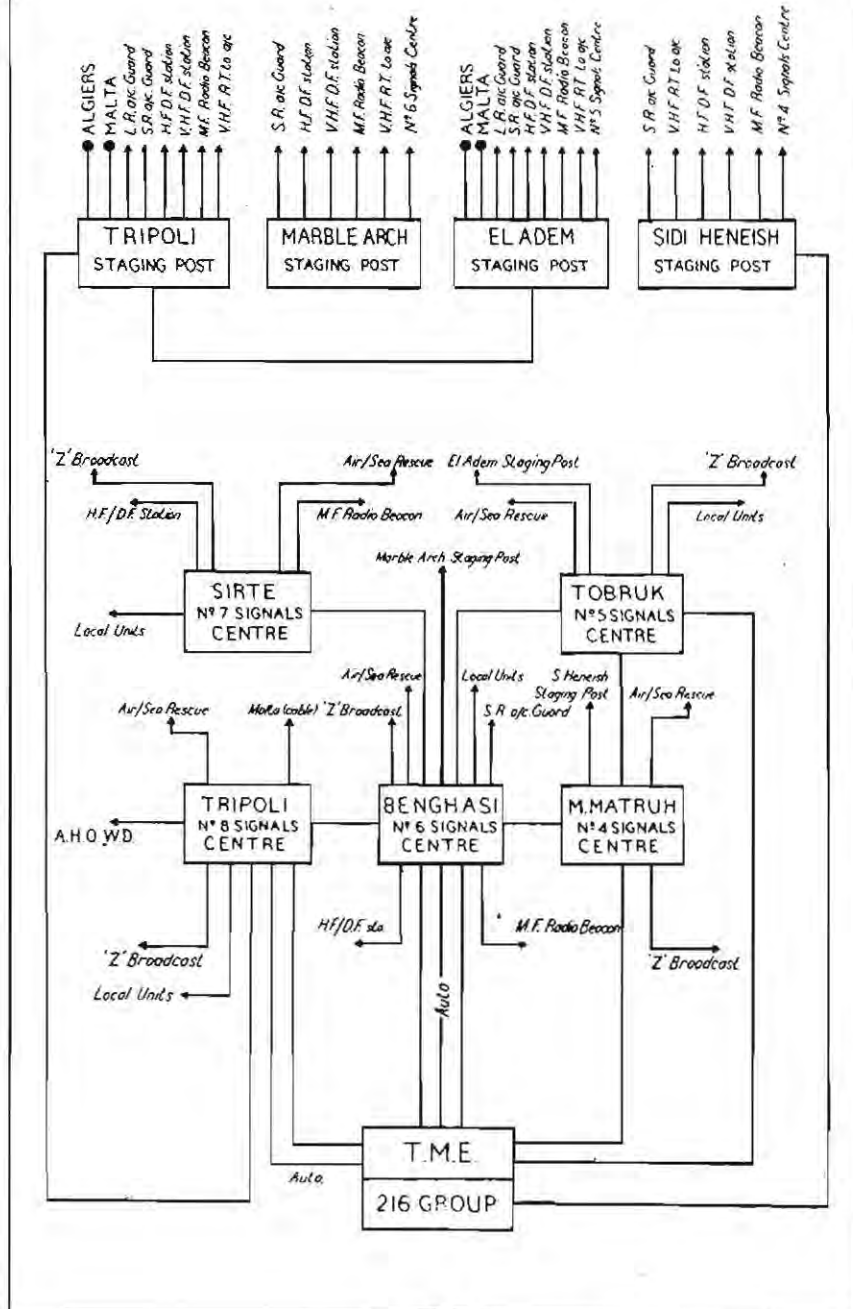 ALGIERS
MALTA
L.R. a/c. Guard
S.R. a/c Guard
H.F. D.F. station
V.H.F. D.F. station
M.F. Radio Beacon
V.H.F. R.T. to a/c
S.R. a/c Guard
H.F. D.F. station
V.H.F. D.F. station
M.F. Radio Beacon
V.H.F. R.T. to a/c
Nº 6 Signals Centre
ALGIERS
MALTA
L.R. a/c Guard
S.R. a/c Guard
H.F. D.F. station
V.H.F. D.F. station
M.F. Radio Beacon
V.H.F. R.T. to a/c
Nº 5 Signals Centre
S.R. a/c Guard
V.H.F. R.T. to a/c
H.F. D.F. station
V.H.F. D.F. station
M.F. Radio Beacon
Nº 4 Signals Centre
TRIPOLI
STAGING POST
MARBLE ARCH
STAGING POST
EL ADEM
STAGING POST
SIDI HENEISH
STAGING POST
'Z' Broadcast
Air/Sea Rescue
El Adem Staging Post
'Z' Broadcast
H.F./D.F. Station
M.F. Radio Beacon
Air/Sea Rescue
Local Units
Marble Arch Staging Post
SIRTE
Nº 7 SIGNALS
CENTRE
TOBRUK
Nº 5 SIGNALS
CENTRE
Local Units
Air/Sea Rescue
Local Units
S. Heneish
Staging Post
Air/Sea Rescue
Air/Sea Rescue
Malta (cable)
'Z' Broadcast
S.R. a/c. Guard
TRIPOLI
Nº 8 SIGNALS
CENTRE
BENGHASI
Nº 6 SIGNALS
CENTRE
M. MATRUH
Nº 4 SIGNALS
CENTRE
A.H.Q. W.D.
H.F./D.F. sta.
M.F. Radio Beacon
'Z' Broadcast
'Z' Broadcast
Local Units
Auto
T.M.E.
Auto.
216 GROUP